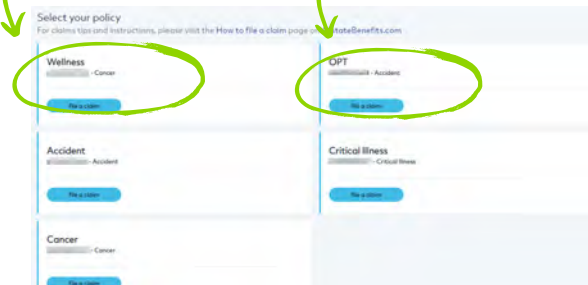 Select your policy
For claims tips and instructions, please visit the How to file a claim page stateBenefits.com
Wellness
- Cancer
File a claim
OPT
- Accident
File a claim
Accident
- Accident
File a claim
Critical Illness
- Critical Illness
File a claim
Cancer
- Cancer
File a claim